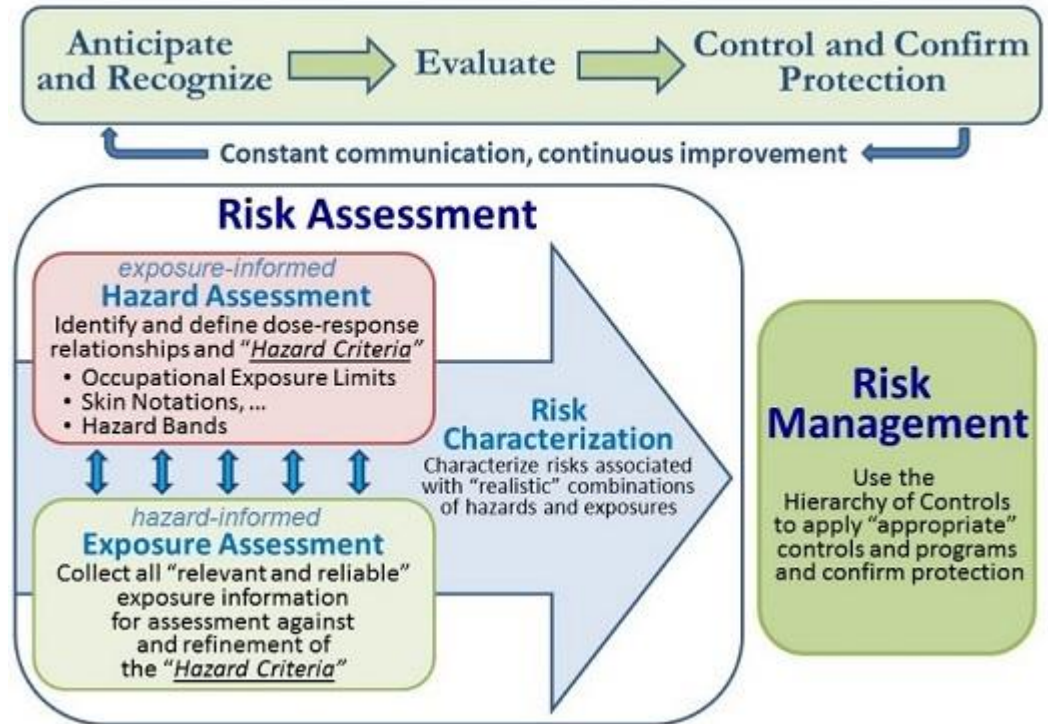 Anticipate
and Recognize
Evaluate
Control and Confirm
Protection
Constant communication, continuous improvement
Risk Assessment
exposure-informed
Hazard Assessment
Identify and define dose-response
relationships and “Hazard Criteria”
• Occupational Exposure Limits
• Skin Notations, ...
• Hazard Bands
hazard-informed
Exposure Assessment
Collect all “relevant and reliable”
exposure information
for assessment against
and refinement of
the “Hazard Criteria”
Risk
Characterization
Characterize risks associated
with “realistic” combinations
of hazards and exposures
Risk
Management
Use the
Hierarchy of Controls
to apply “appropriate”
controls and programs
and confirm protection